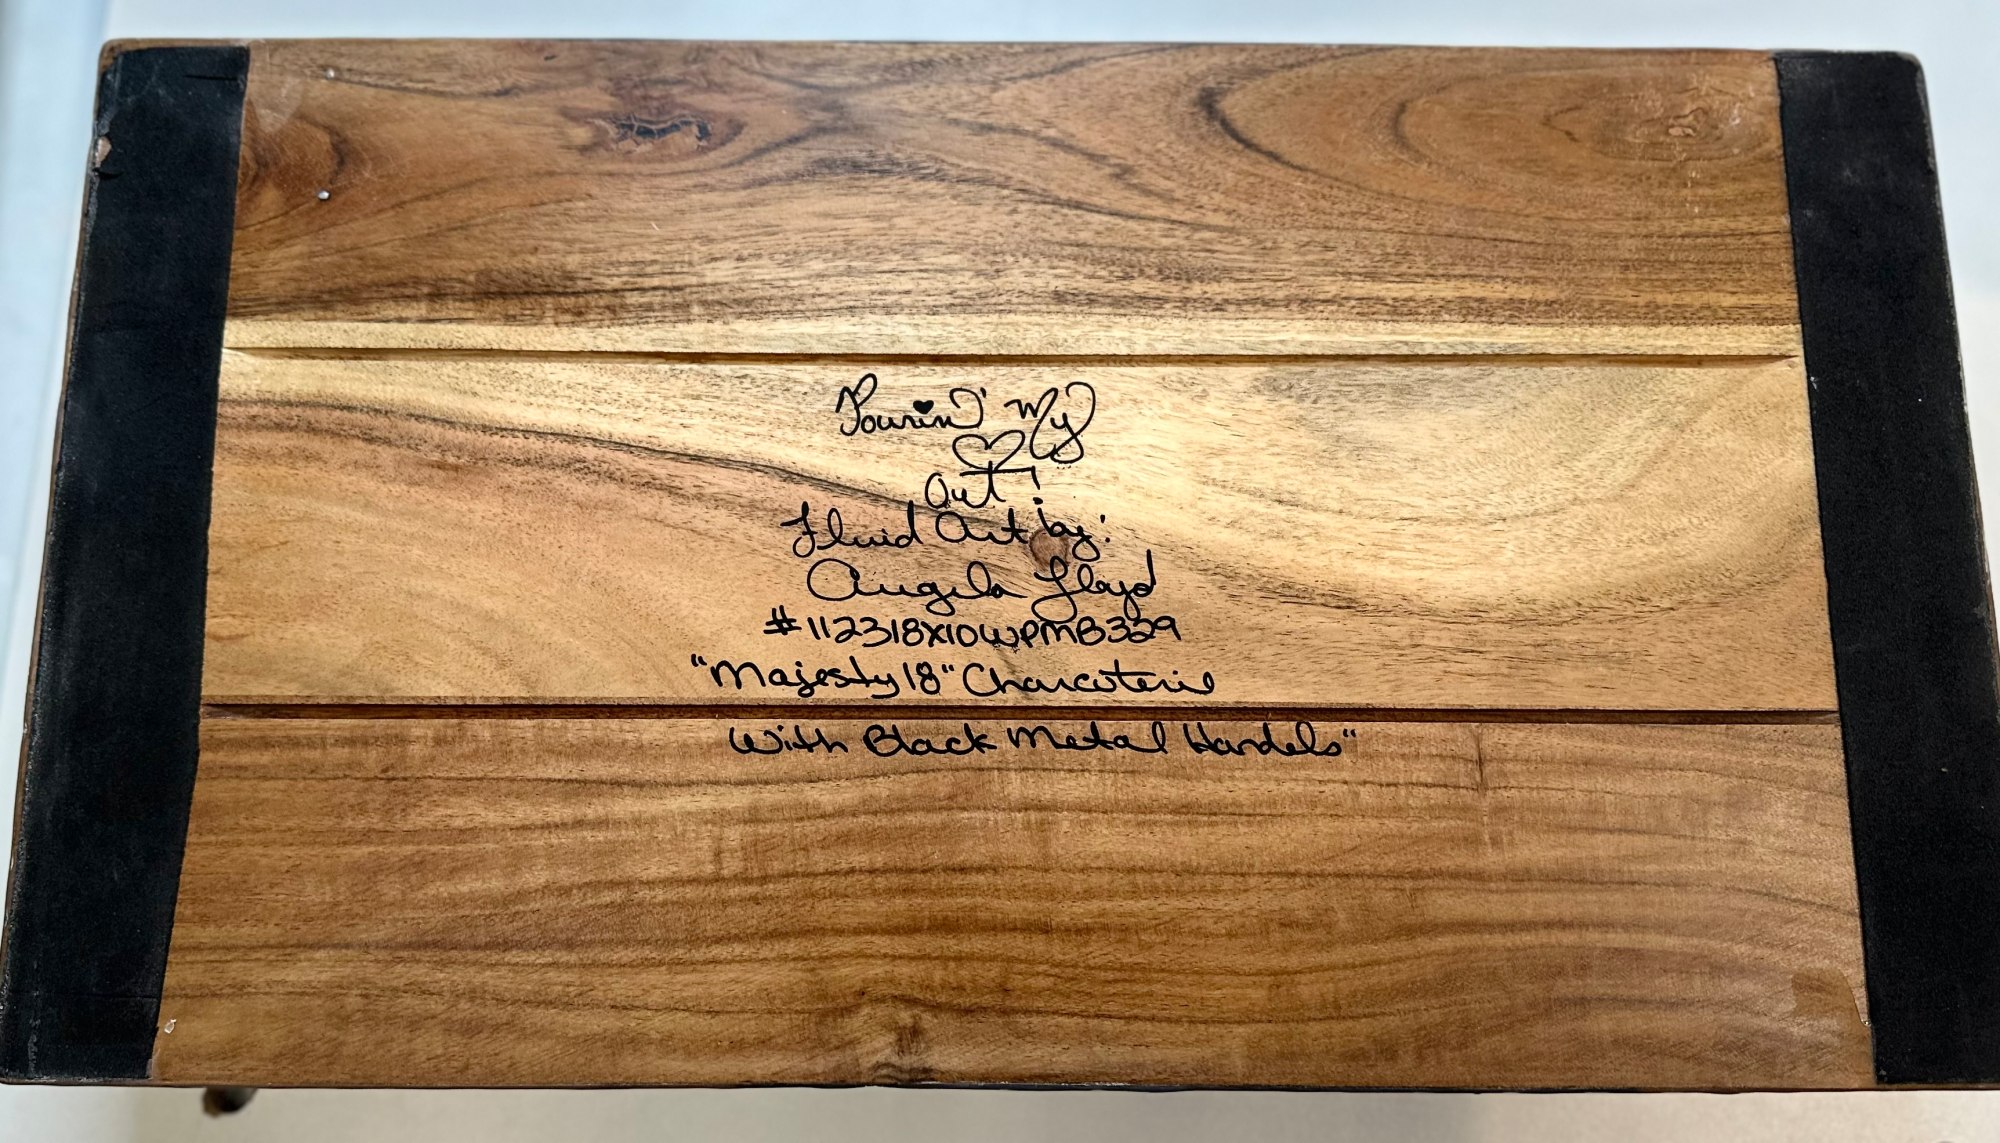 Pourin' My
♡
Out!
Fluid Art by:
Angela Lloyd
#112318X10WPMB329
"Majesty 18" Charcuterie
With Black Metal Handels"